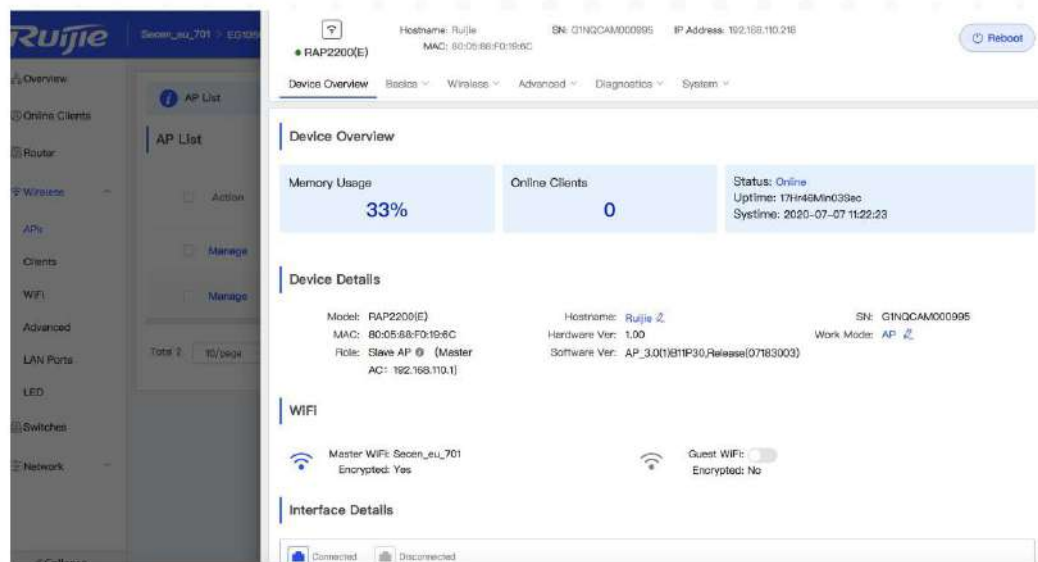 Ruijie
Secen_eu_701 >
RAP2200(E)
Hostname: Ruijie
SN: G1NQCAM000995
IP Address: 192.168.110.216
MAC: 80:05:88:F0:19:6C
Reboot
Device Overview
Basics
Wireless
Advanced
Diagnostics
System
Overview
Online Clients
Router
Wireless
APs
Clients
WiFi
Advanced
LAN Ports
LED
Switches
Network
AP List
AP List
Action
Manage
Manage
Total 2
10/page
Device Overview
Memory Usage
33%
Online Clients
0
Status: Online
Uptime: 17Hr46Min03Sec
Systime: 2020-07-07 11:22:23
Device Details
Model: RAP2200(E)
Hostname: Ruijie
SN: G1NQCAM000995
MAC: 80:05:88:F0:19:6C
Hardware Ver: 1.00
Work Mode: AP
Role: Slave AP (Master
AC: 192.168.110.1)
Software Ver: AP_3.0(1)B11P30,Release(07183003)
WiFi
Master WiFi: Secen_eu_701
Encrypted: Yes
Guest WiFi:
Encrypted: No
Interface Details
Connected
Disconnected